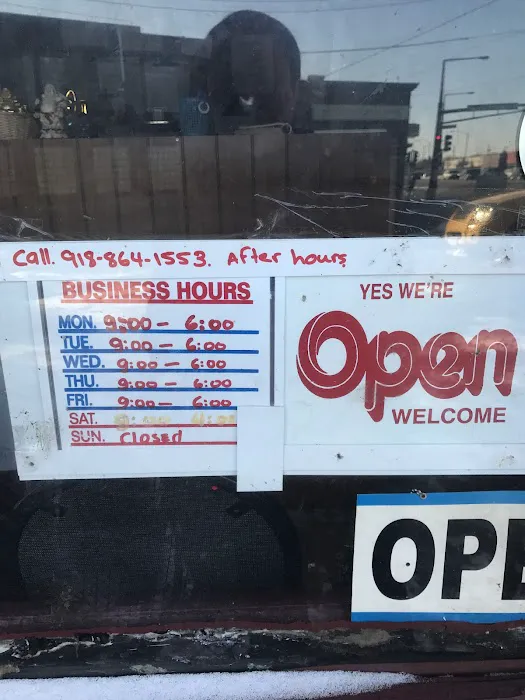 Call. 918-864-1553. After hours
BUSINESS HOURS
MON. 9:00 - 6:00
TUE. 9:00 - 6:00
WED. 9:00 - 6:00
THU. 9:00 - 6:00
FRI. 9:00 - 6:00
SAT.
SUN. Closed
YES WE'RE
Open
WELCOME
OPE